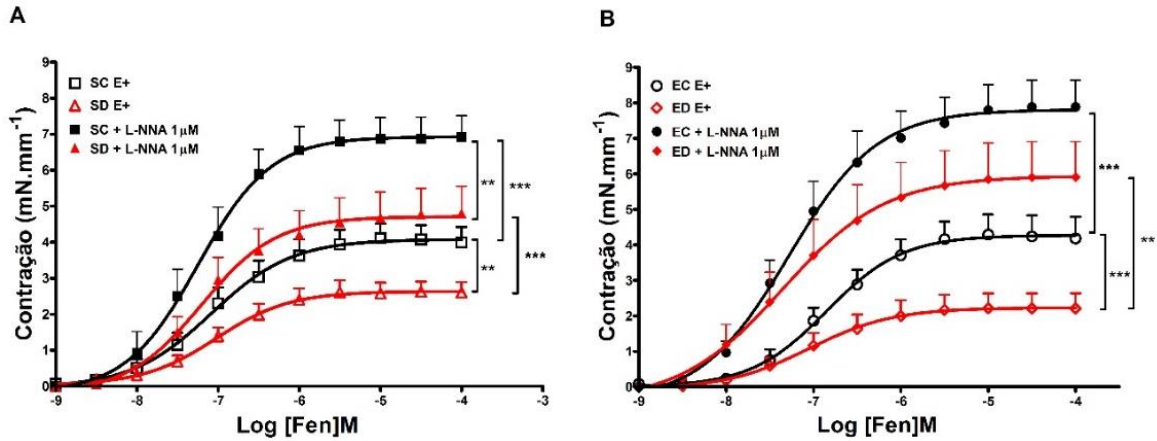 A
Contração (mN.mm-1)
9
8
7
6
5
4
3
2
1
0
SC E+
SD E+
SC + L-NNA 1µM
SD + L-NNA 1µM
**
***
**
***
-9 -8 -7 -6 -5 -4 -3
Log [Fen]M
B
Contração (mN.mm-1)
9
8
7
6
5
4
3
2
1
0
EC E+
ED E+
EC + L-NNA 1µM
ED + L-NNA 1µM
***
***
**
-9 -8 -7 -6 -5 -4
Log [Fen]M